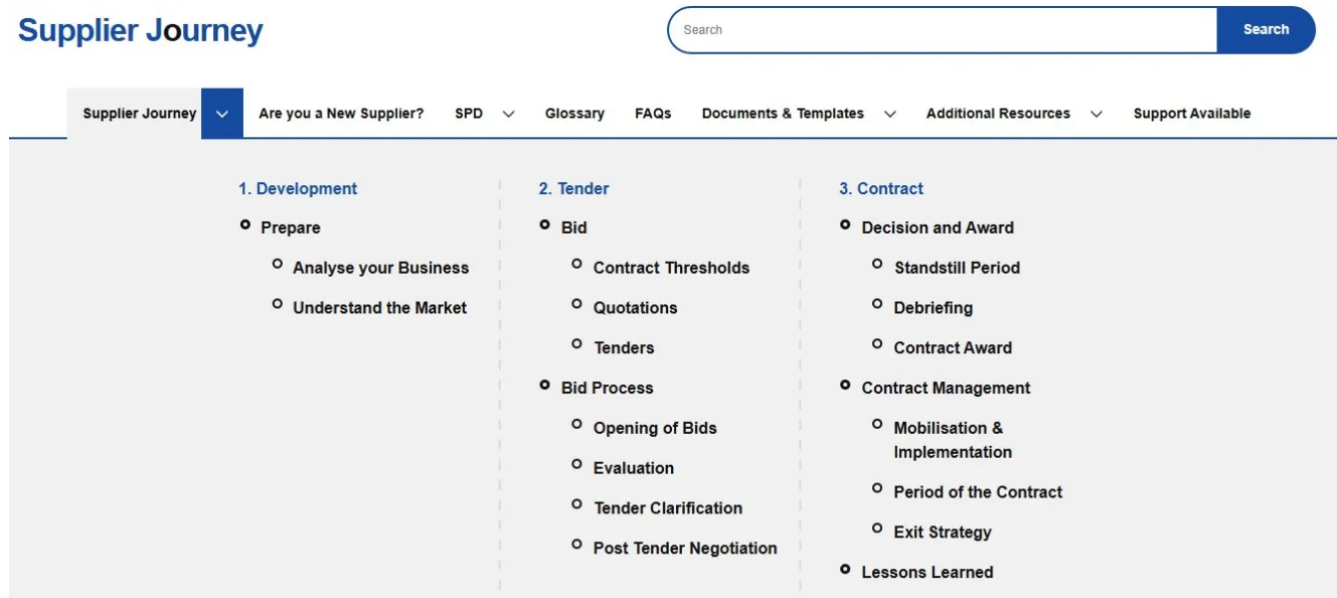 Supplier Journey
Search
Search
Supplier Journey
Are you a New Supplier?
SPD
Glossary
FAQs
Documents & Templates
Additional Resources
Support Available
1. Development
Prepare
Analyse your Business
Understand the Market
2. Tender
Bid
Contract Thresholds
Quotations
Tenders
Bid Process
Opening of Bids
Evaluation
Tender Clarification
Post Tender Negotiation
3. Contract
Decision and Award
Standstill Period
Debriefing
Contract Award
Contract Management
Mobilisation &
Implementation
Period of the Contract
Exit Strategy
Lessons Learned